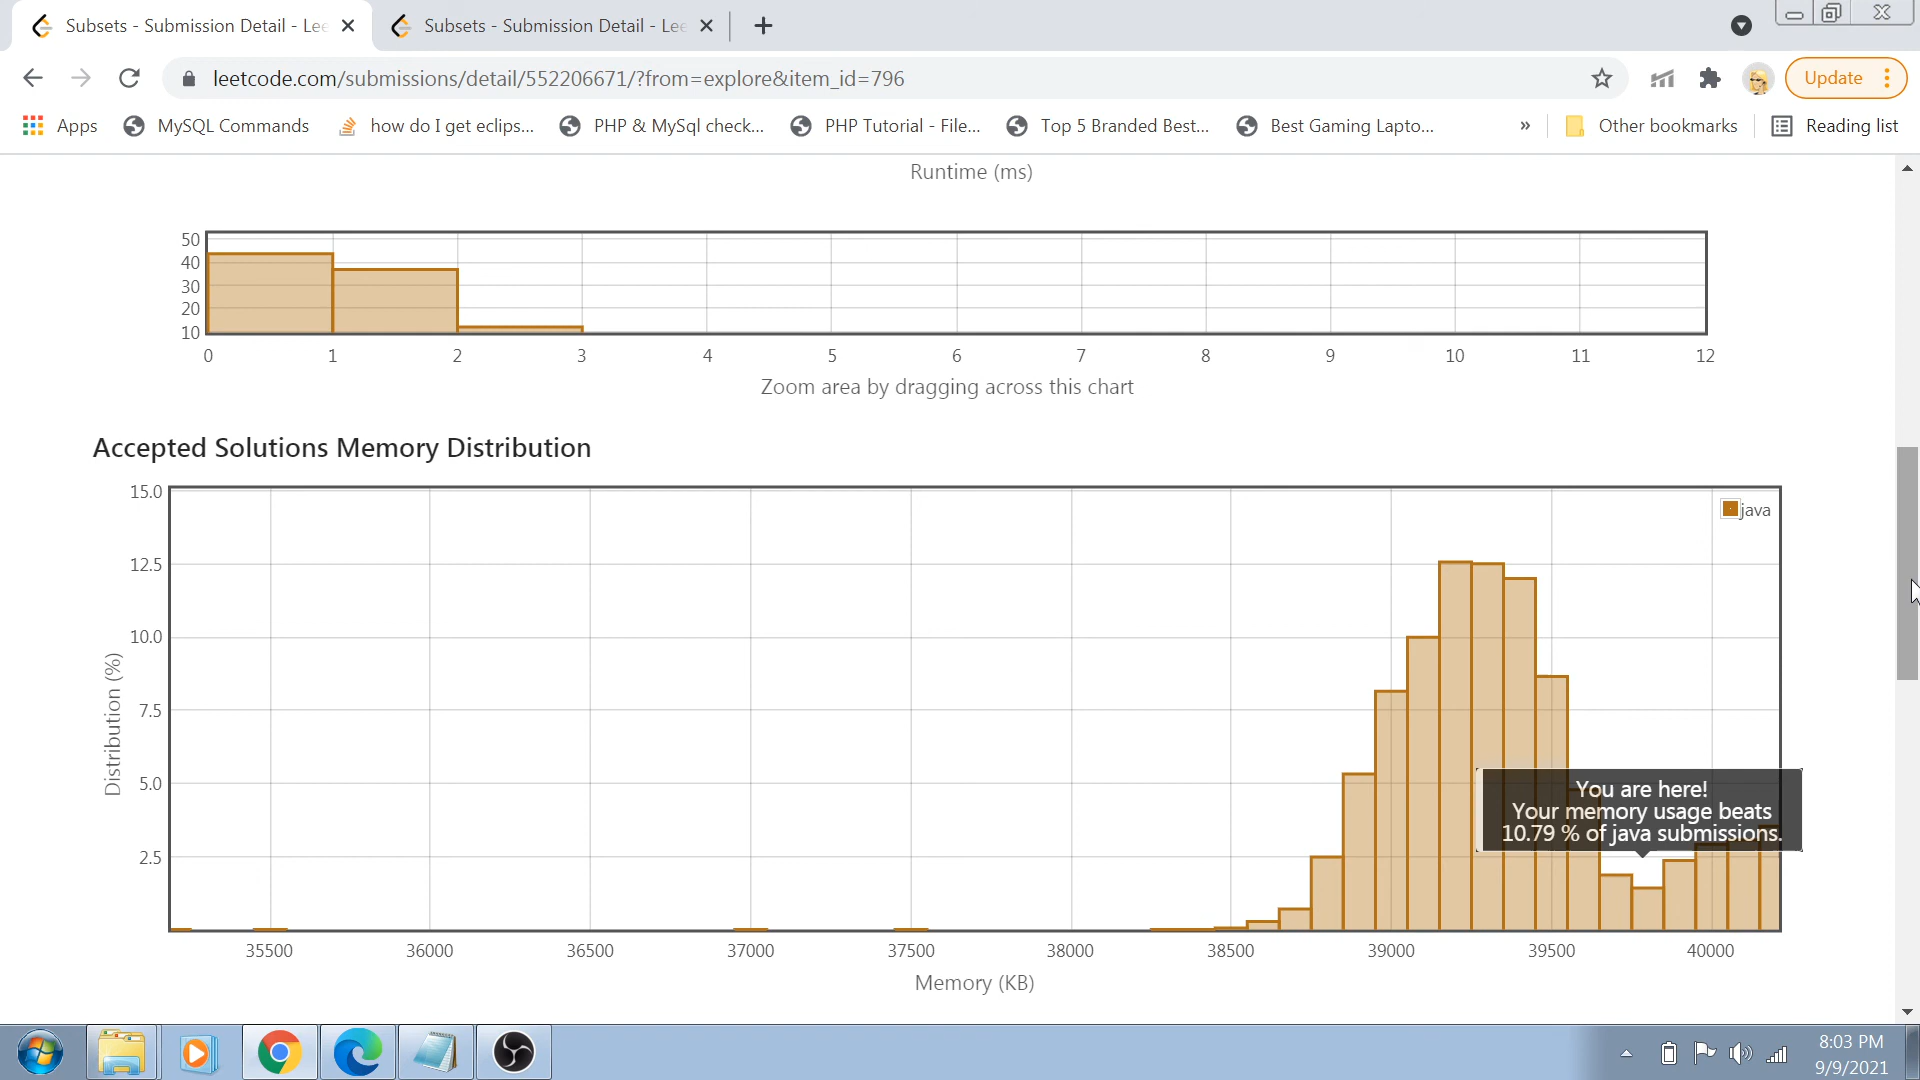 Subsets - Submission Detail - Lee
Subsets - Submission Detail - Lee
leetcode.com/submissions/detail/552206671/?from=explore&item_id=796
Update
Apps
MySQL Commands
how do I get eclips...
PHP & MySql check...
PHP Tutorial - File...
Top 5 Branded Best...
Best Gaming Lapto...
»
Other bookmarks
Reading list
Runtime (ms)
50
40
30
20
10
0 1 2 3 4 5 6 7 8 9 10 11 12
Zoom area by dragging across this chart
Accepted Solutions Memory Distribution
15.0
java
12.5
10.0
7.5
5.0
2.5
Distribution (%)
You are here!
Your memory usage beats
10.79 % of java submissions.
35500 36000 36500 37000 37500 38000 38500 39000 39500 40000
Memory (KB)
8:03 PM
9/9/2021